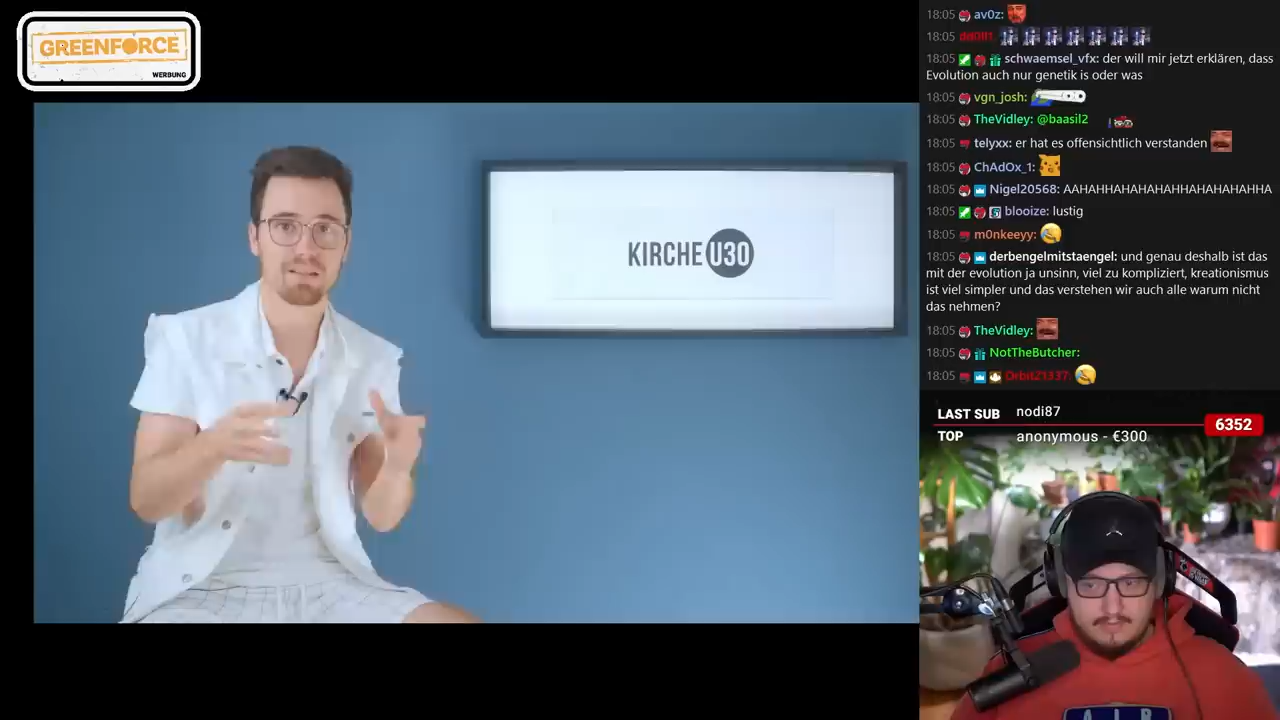 GREENFORCE
WERBUNG
KIRCHE U30
18:05 av0z:
18:05
18:05 schwaemsel_vfx: der will mir jetzt erklären, dass
Evolution auch nur genetik is oder was
18:05 vgn_josh:
18:05 TheVidley: @baasil2
18:05 telyxx: er hat es offensichtlich verstanden
18:05 ChAdOx_1:
18:05 Nigel20568: AAHAHHAHAHAHAHHAHAHAHAHHA
18:05 blooize: lustig
18:05 m0nkeeyy:
18:05 derbengelmitstaengel: und genau deshalb ist das
mit der evolution ja unsinn, viel zu kompliziert, kreationismus
ist viel simpler und das verstehen wir auch alle warum nicht
das nehmen?
18:05 TheVidley:
18:05 NotTheButcher:
18:05 Orbit21337:
LAST SUB nodi87
6352
TOP anonymous - €300